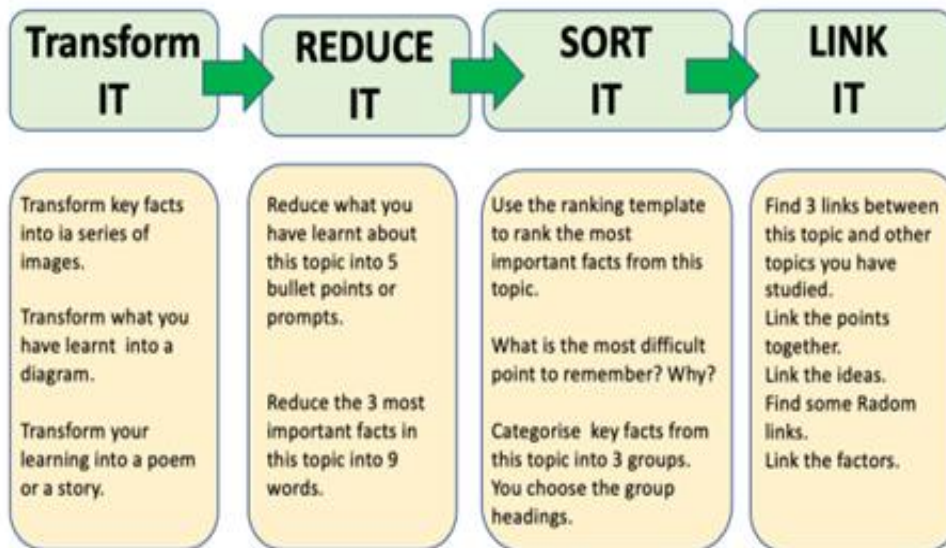 Transform
IT
REDUCE
IT
SORT
IT
LINK
IT
Transform key facts
into ia series of
images.
Transform what you
have learnt into a
diagram.
Transform your
learning into a poem
or a story.
Reduce what you
have learnt about
this topic into 5
bullet points or
prompts.
Reduce the 3 most
important facts in
this topic into 9
words.
Use the ranking template
to rank the most
important facts from this
topic.
What is the most difficult
point to remember? Why?
Categorise key facts from
this topic into 3 groups.
You choose the group
headings.
Find 3 links between
this topic and other
topics you have
studied.
Link the points
together.
Link the ideas.
Find some Radom
links.
Link the factors.